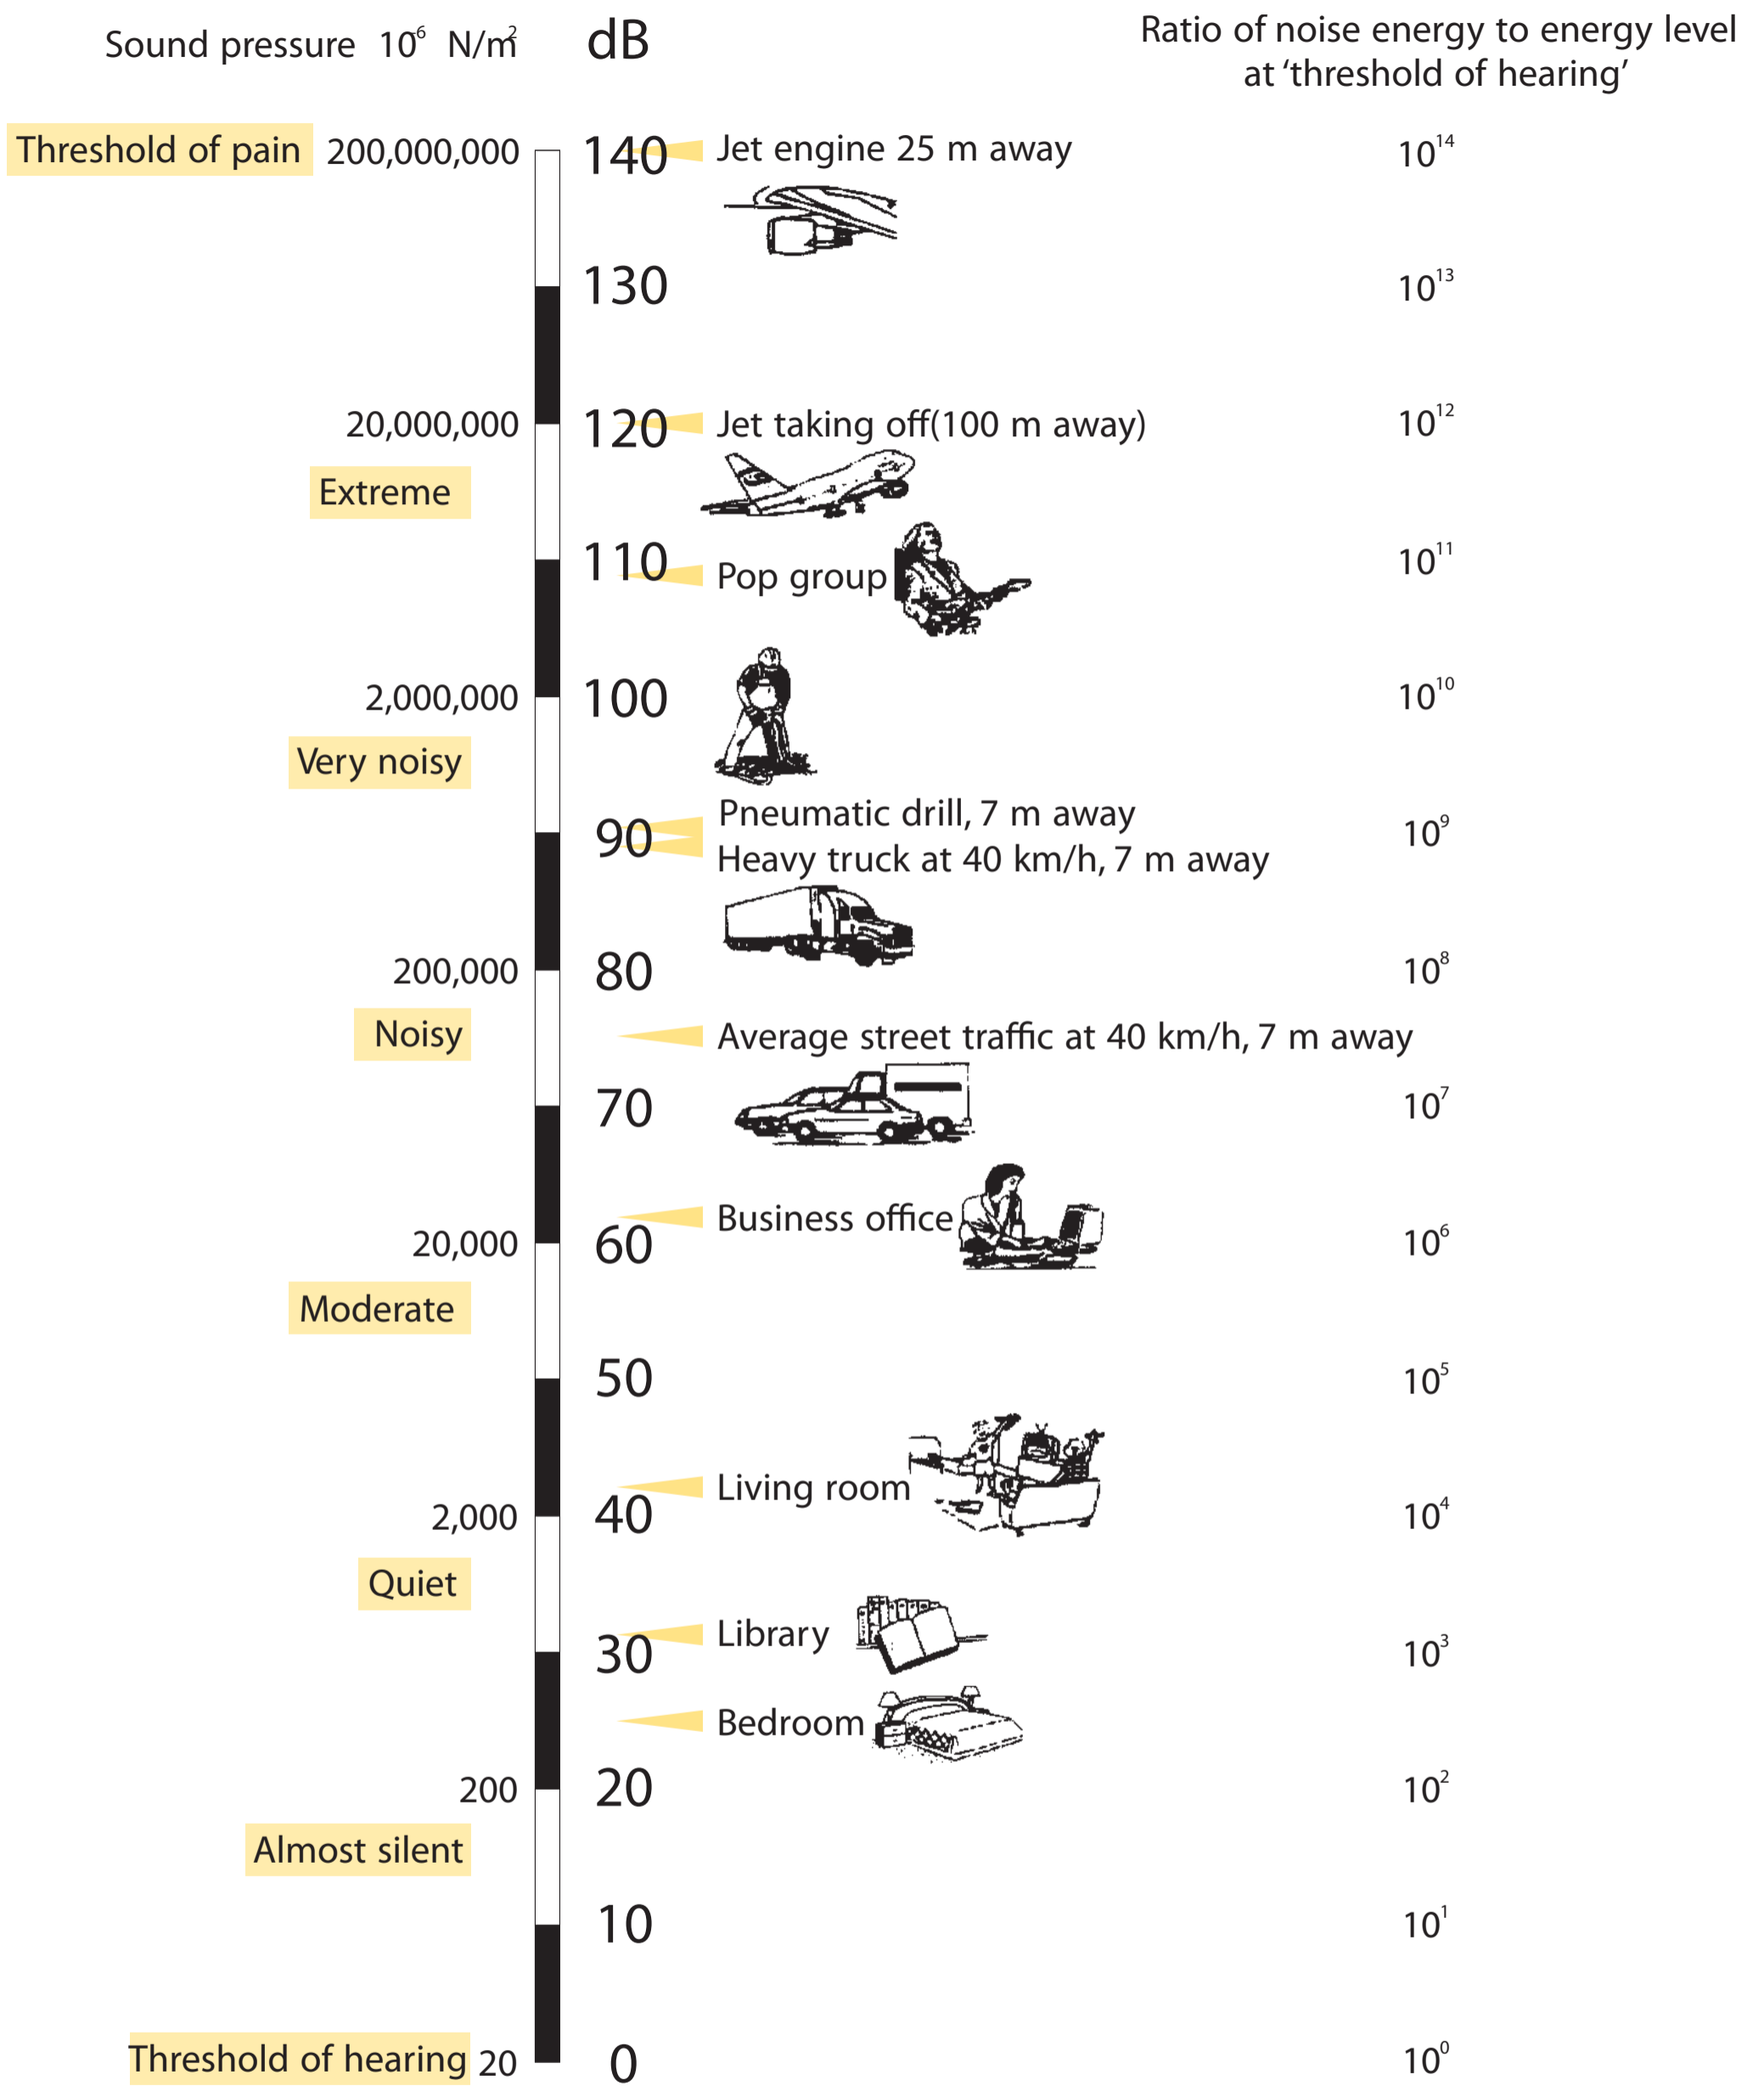 Sound pressure 10⁻⁶ N/m² dB Ratio of noise energy to energy level
at ‘threshold of hearing’
Threshold of pain 200,000,000 140 Jet engine 25 m away 10¹⁴
130 10¹³
20,000,000 120 Jet taking off(100 m away) 10¹²
Extreme
110 Pop group 10¹¹
2,000,000 100 10¹⁰
Very noisy
Pneumatic drill, 7 m away
90 10⁹
Heavy truck at 40 km/h, 7 m away
200,000 80 10⁸
Noisy Average street traffic at 40 km/h, 7 m away
70 10⁷
Business office
20,000 60 10⁶
Moderate
50 10⁵
Living room
2,000 40 10⁴
Quiet
Library
30 10³
Bedroom
200 20 10²
Almost silent
10 10¹
Threshold of hearing 20 0 10⁰